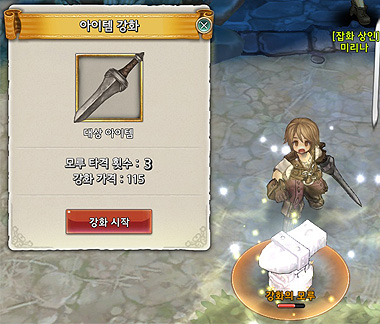 아이템 강화
대상 아이템
모루 타격 횟수 : 3
강화 가격 : 115
강화 시작
[잡화 상인]
미리나
강화의 모루